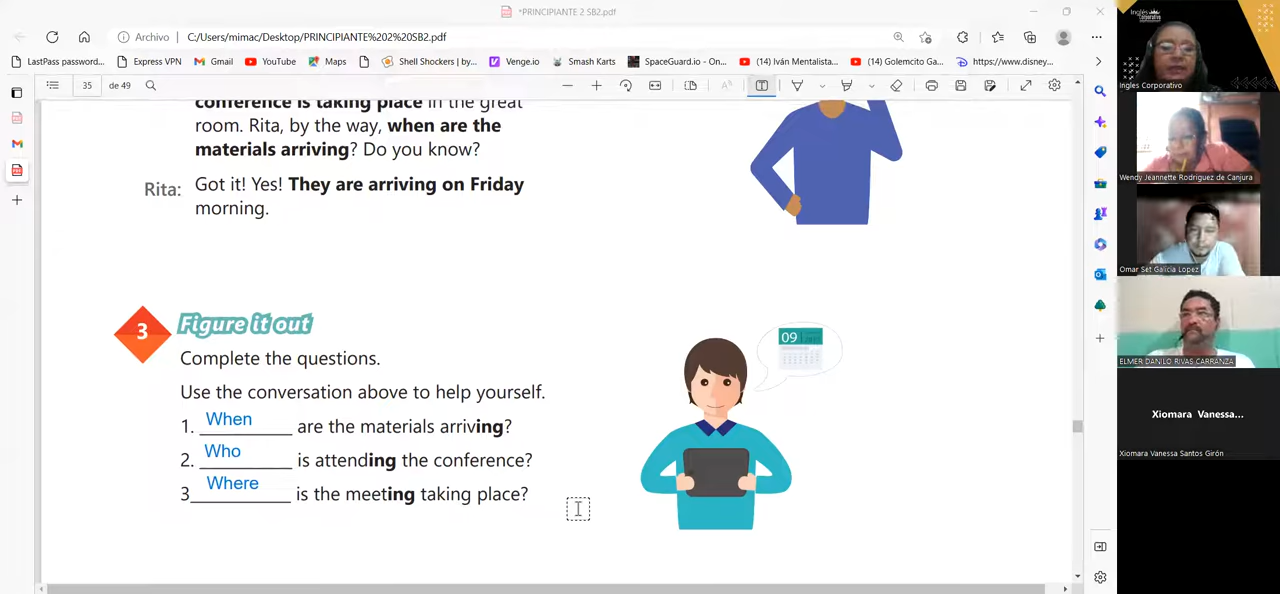 *PRINCIPIANTE 2 SB2.pdf
Archivo C:/Users/mimac/Desktop/PRINCIPIANTE%202%20SB2.pdf
LastPass password... Express VPN Gmail YouTube Maps Shell Shockers | by... Venge.io Smash Karts SpaceGuard.io - On... (14) Iván Mentalista... (14) Golemcito Ga... https://www.disney...
35 de 49
conference is taking place in the great
room. Rita, by the way, when are the
materials arriving? Do you know?
Rita: Got it! Yes! They are arriving on Friday
morning.
3 Figure it out
Complete the questions.
Use the conversation above to help yourself.
1. When are the materials arriving?
2. Who is attending the conference?
3 Where is the meeting taking place?
09
Inglés
Corporativo
Ingles Corporativo
Wendy Jeannette Rodriguez de Canjura
Omar Set Galicia Lopez
ELMER DANILO RIVAS CARRANZA
Xiomara Vanessa...
Xiomara Vanessa Santos Girón